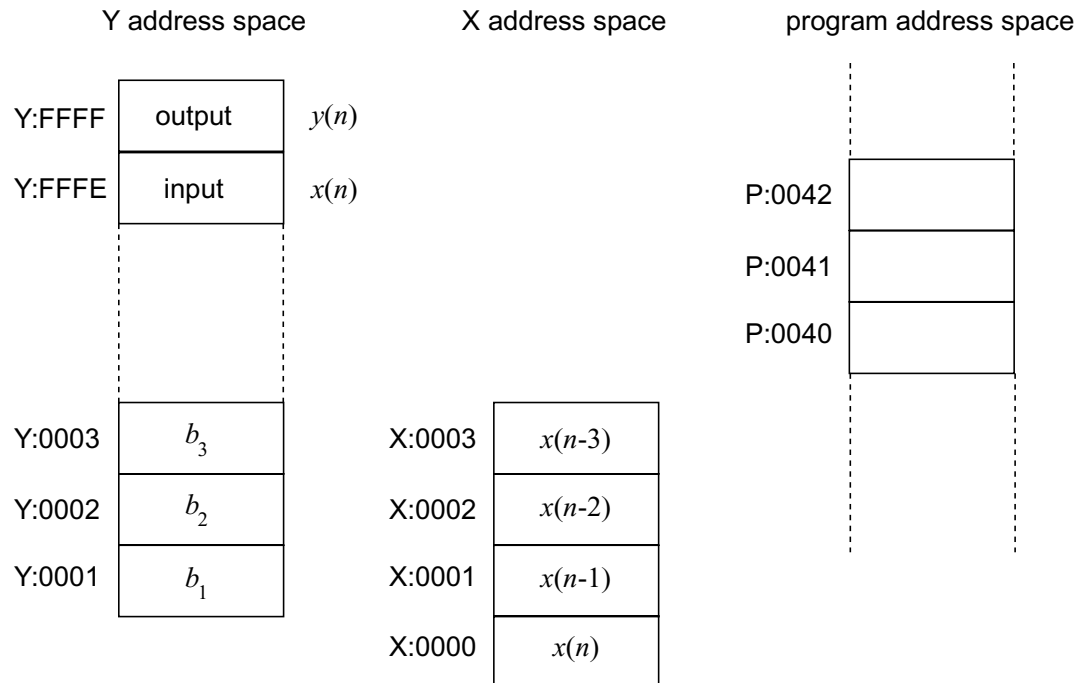 Y address space
X address space
program address space
Y:FFFF output y(n)
Y:FFFE input x(n)
P:0042
P:0041
P:0040
Y:0003 b3
X:0003 x(n-3)
Y:0002 b2
X:0002 x(n-2)
Y:0001 b1
X:0001 x(n-1)
X:0000 x(n)